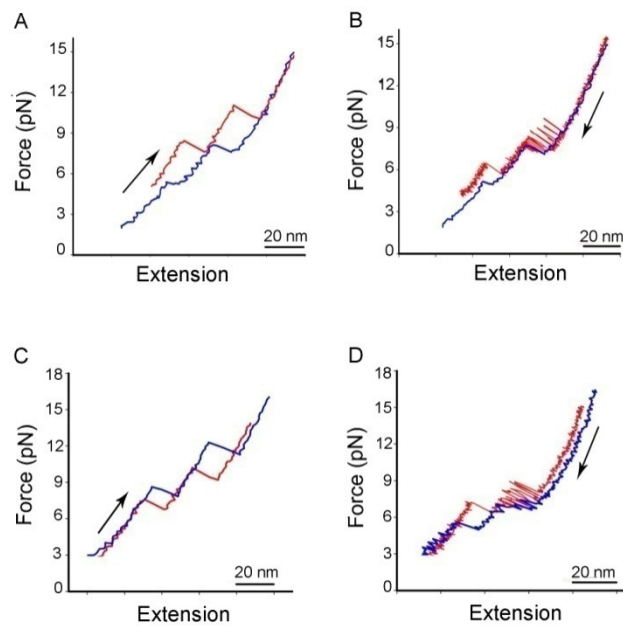 A
Force (pN)
15
12
9
6
3
0
20 nm
Extension
B
Force (pN)
15
12
9
6
3
0
20 nm
Extension
C
Force (pN)
18
15
12
9
6
3
0
20 nm
Extension
D
Force (pN)
18
15
12
9
6
3
0
20 nm
Extension